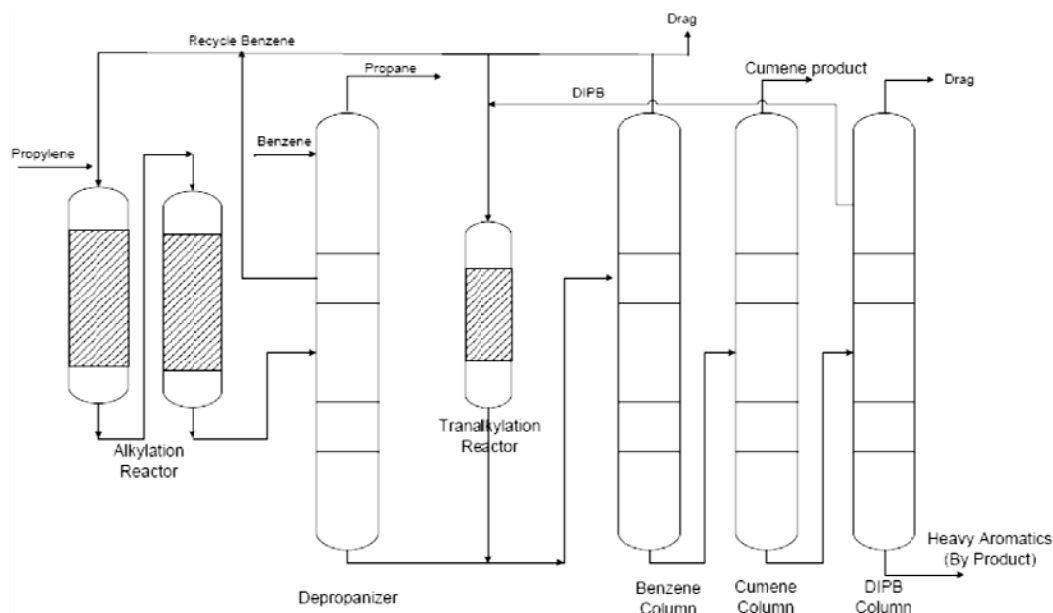 Drag
Recycle Benzene
Propane
Cumene product
Drag
DIPB
Benzene
Propylene
Tranalkylation
Reactor
Alkylation
Reactor
Heavy Aromatics
(By Product)
Depropanizer
Benzene
Column
Cumene
Column
DIPB
Column